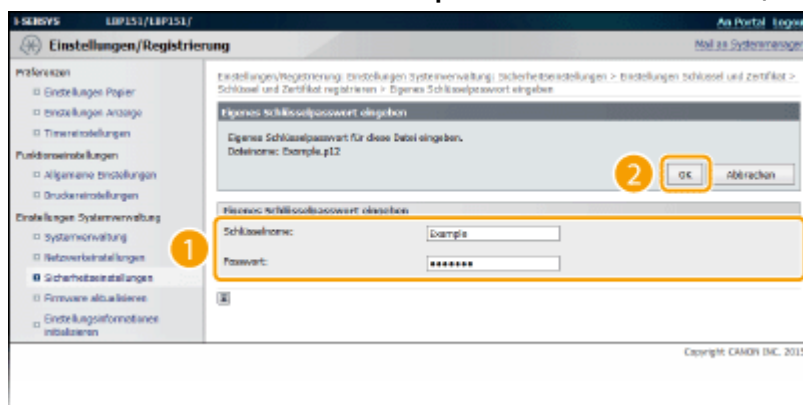 i-SENSYS LBP151/LBP151/ An Portal Logou
Einstellungen/Registrierung Mail an Systemmanager
Präferenzen
Einstellungen Papier
Einstellungen Anzeige
Timereinstellungen
Funktionseinstellungen
Allgemeine Einstellungen
Druckereinstellungen
Einstellungen Systemverwaltung
Systemverwaltung
Netzwerkeinstellungen
Sicherheitseinstellungen
Firmware aktualisieren
Einstellungsinformationen
initialisieren
Einstellungen/Registrierung: Einstellungen Systemverwaltung: Sicherheitseinstellungen > Einstellungen Schlüssel und Zertifikat >
Schlüssel und Zertifikat registrieren > Eigenes Schlüsselpasswort eingeben
Eigenes Schlüsselpasswort eingeben
Eigenes Schlüsselpasswort für diese Datei eingeben.
Dateiname: Example.p12
2 OK Abbrechen
Eigenes Schlüsselpasswort eingeben
1
Schlüsselname: Example
Passwort: •••••••
Copyright CANON INC. 2015